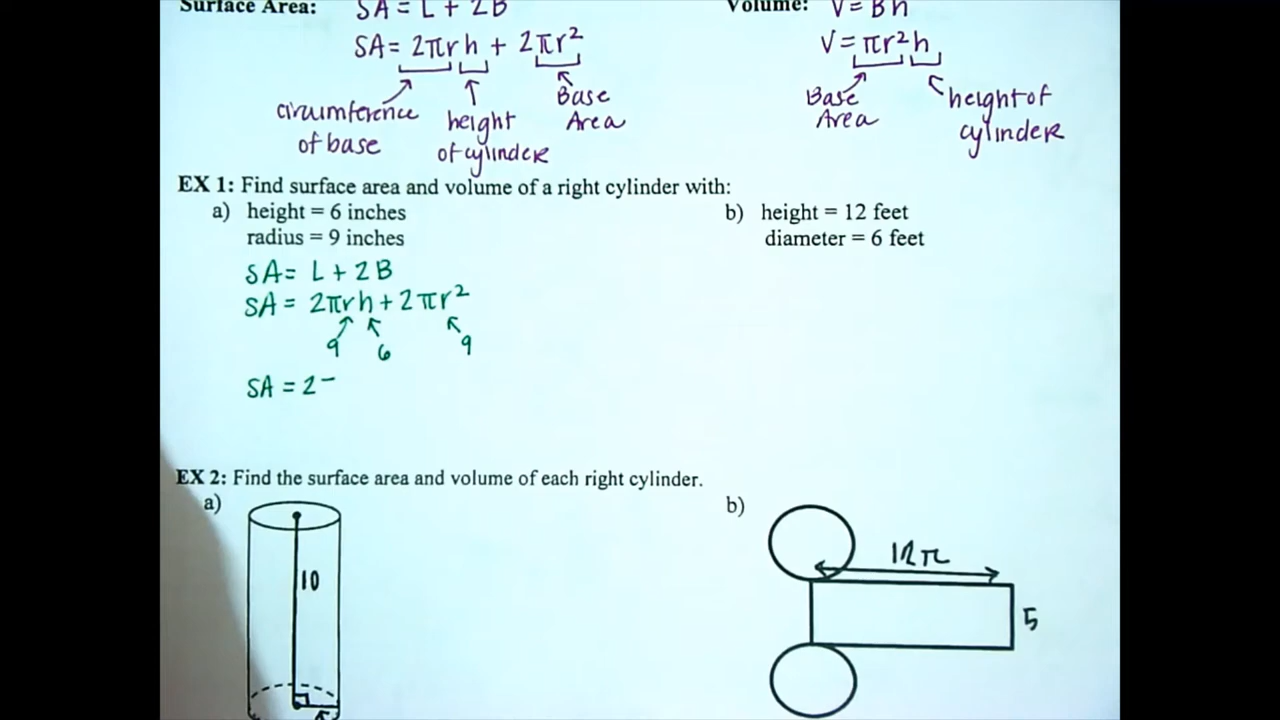 Surface Area: SA = L + 2B
SA = 2πrh + 2πr²
circumference of base
height of cylinder
Base Area
Volume: V = Bh
V = πr²h
Base Area
height of cylinder
EX 1: Find surface area and volume of a right cylinder with:
a) height = 6 inches
radius = 9 inches
SA = L + 2B
SA = 2πrh + 2πr²
9 6 9
SA = 2
b) height = 12 feet
diameter = 6 feet
EX 2: Find the surface area and volume of each right cylinder.
a)
10
b)
12π
5